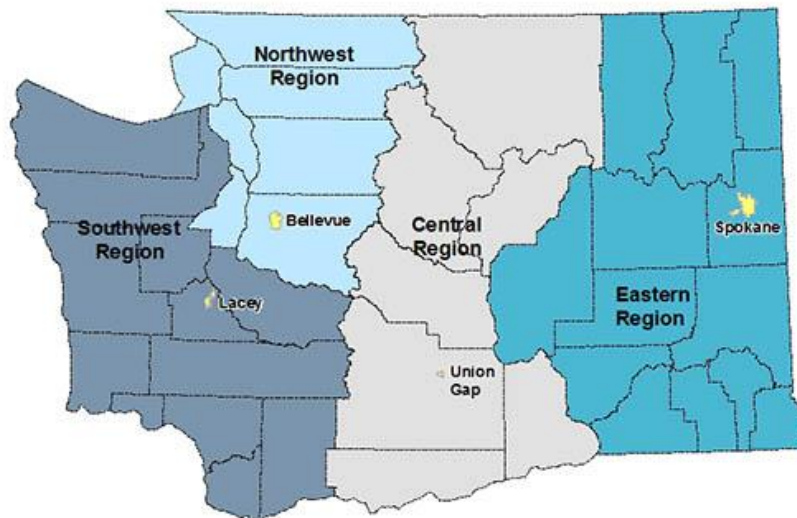 Northwest
Region
Southwest
Region
Bellevue
Central
Region
Spokane
Lacey
Eastern
Region
Union
Gap